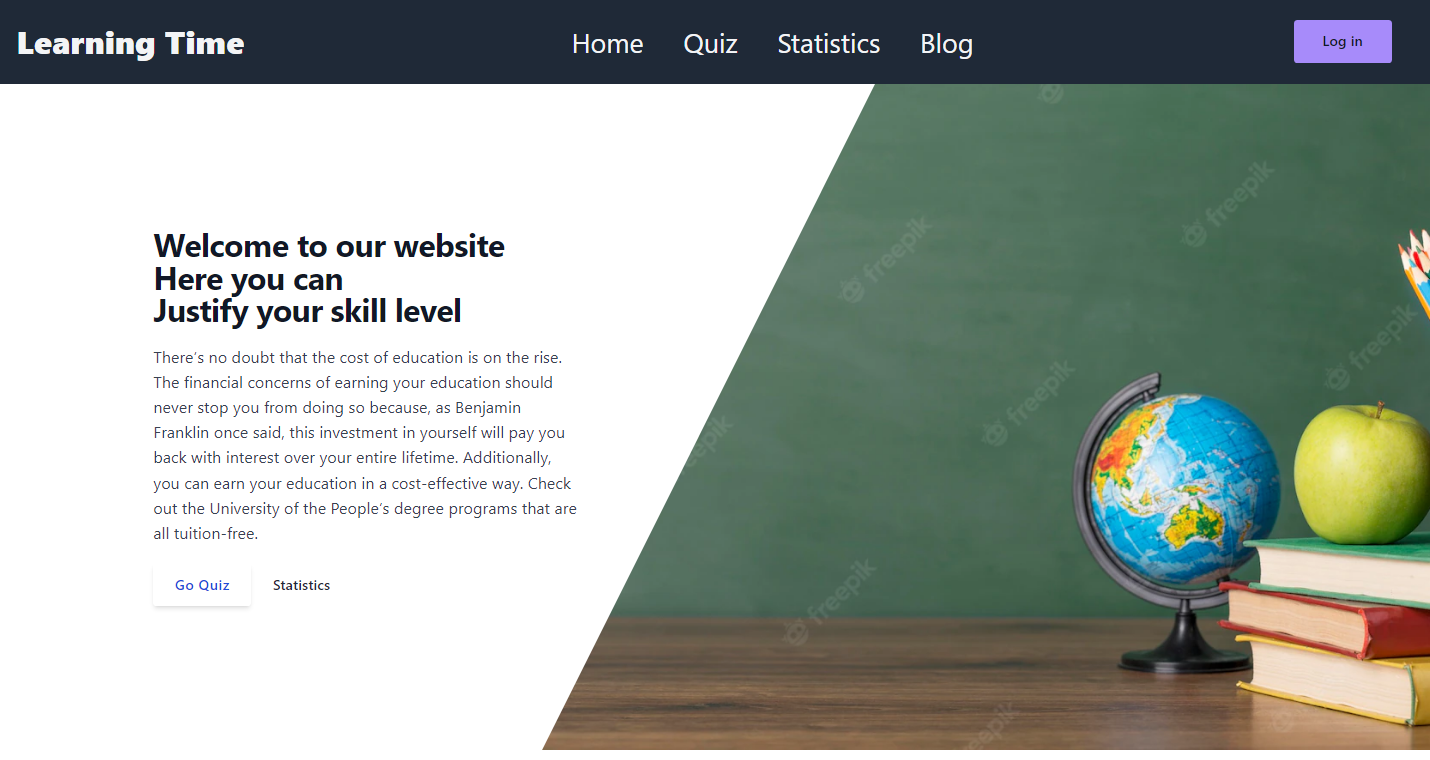 Learning Time
Home Quiz Statistics Blog
Log in
Welcome to our website
Here you can
Justify your skill level
There's no doubt that the cost of education is on the rise.
The financial concerns of earning your education should
never stop you from doing so because, as Benjamin
Franklin once said, this investment in yourself will pay you
back with interest over your entire lifetime. Additionally,
you can earn your education in a cost-effective way. Check
out the University of the People's degree programs that are
all tuition-free.
Go Quiz Statistics
freepik
freepik
freepik
freepik
freepik
freepik
freepik